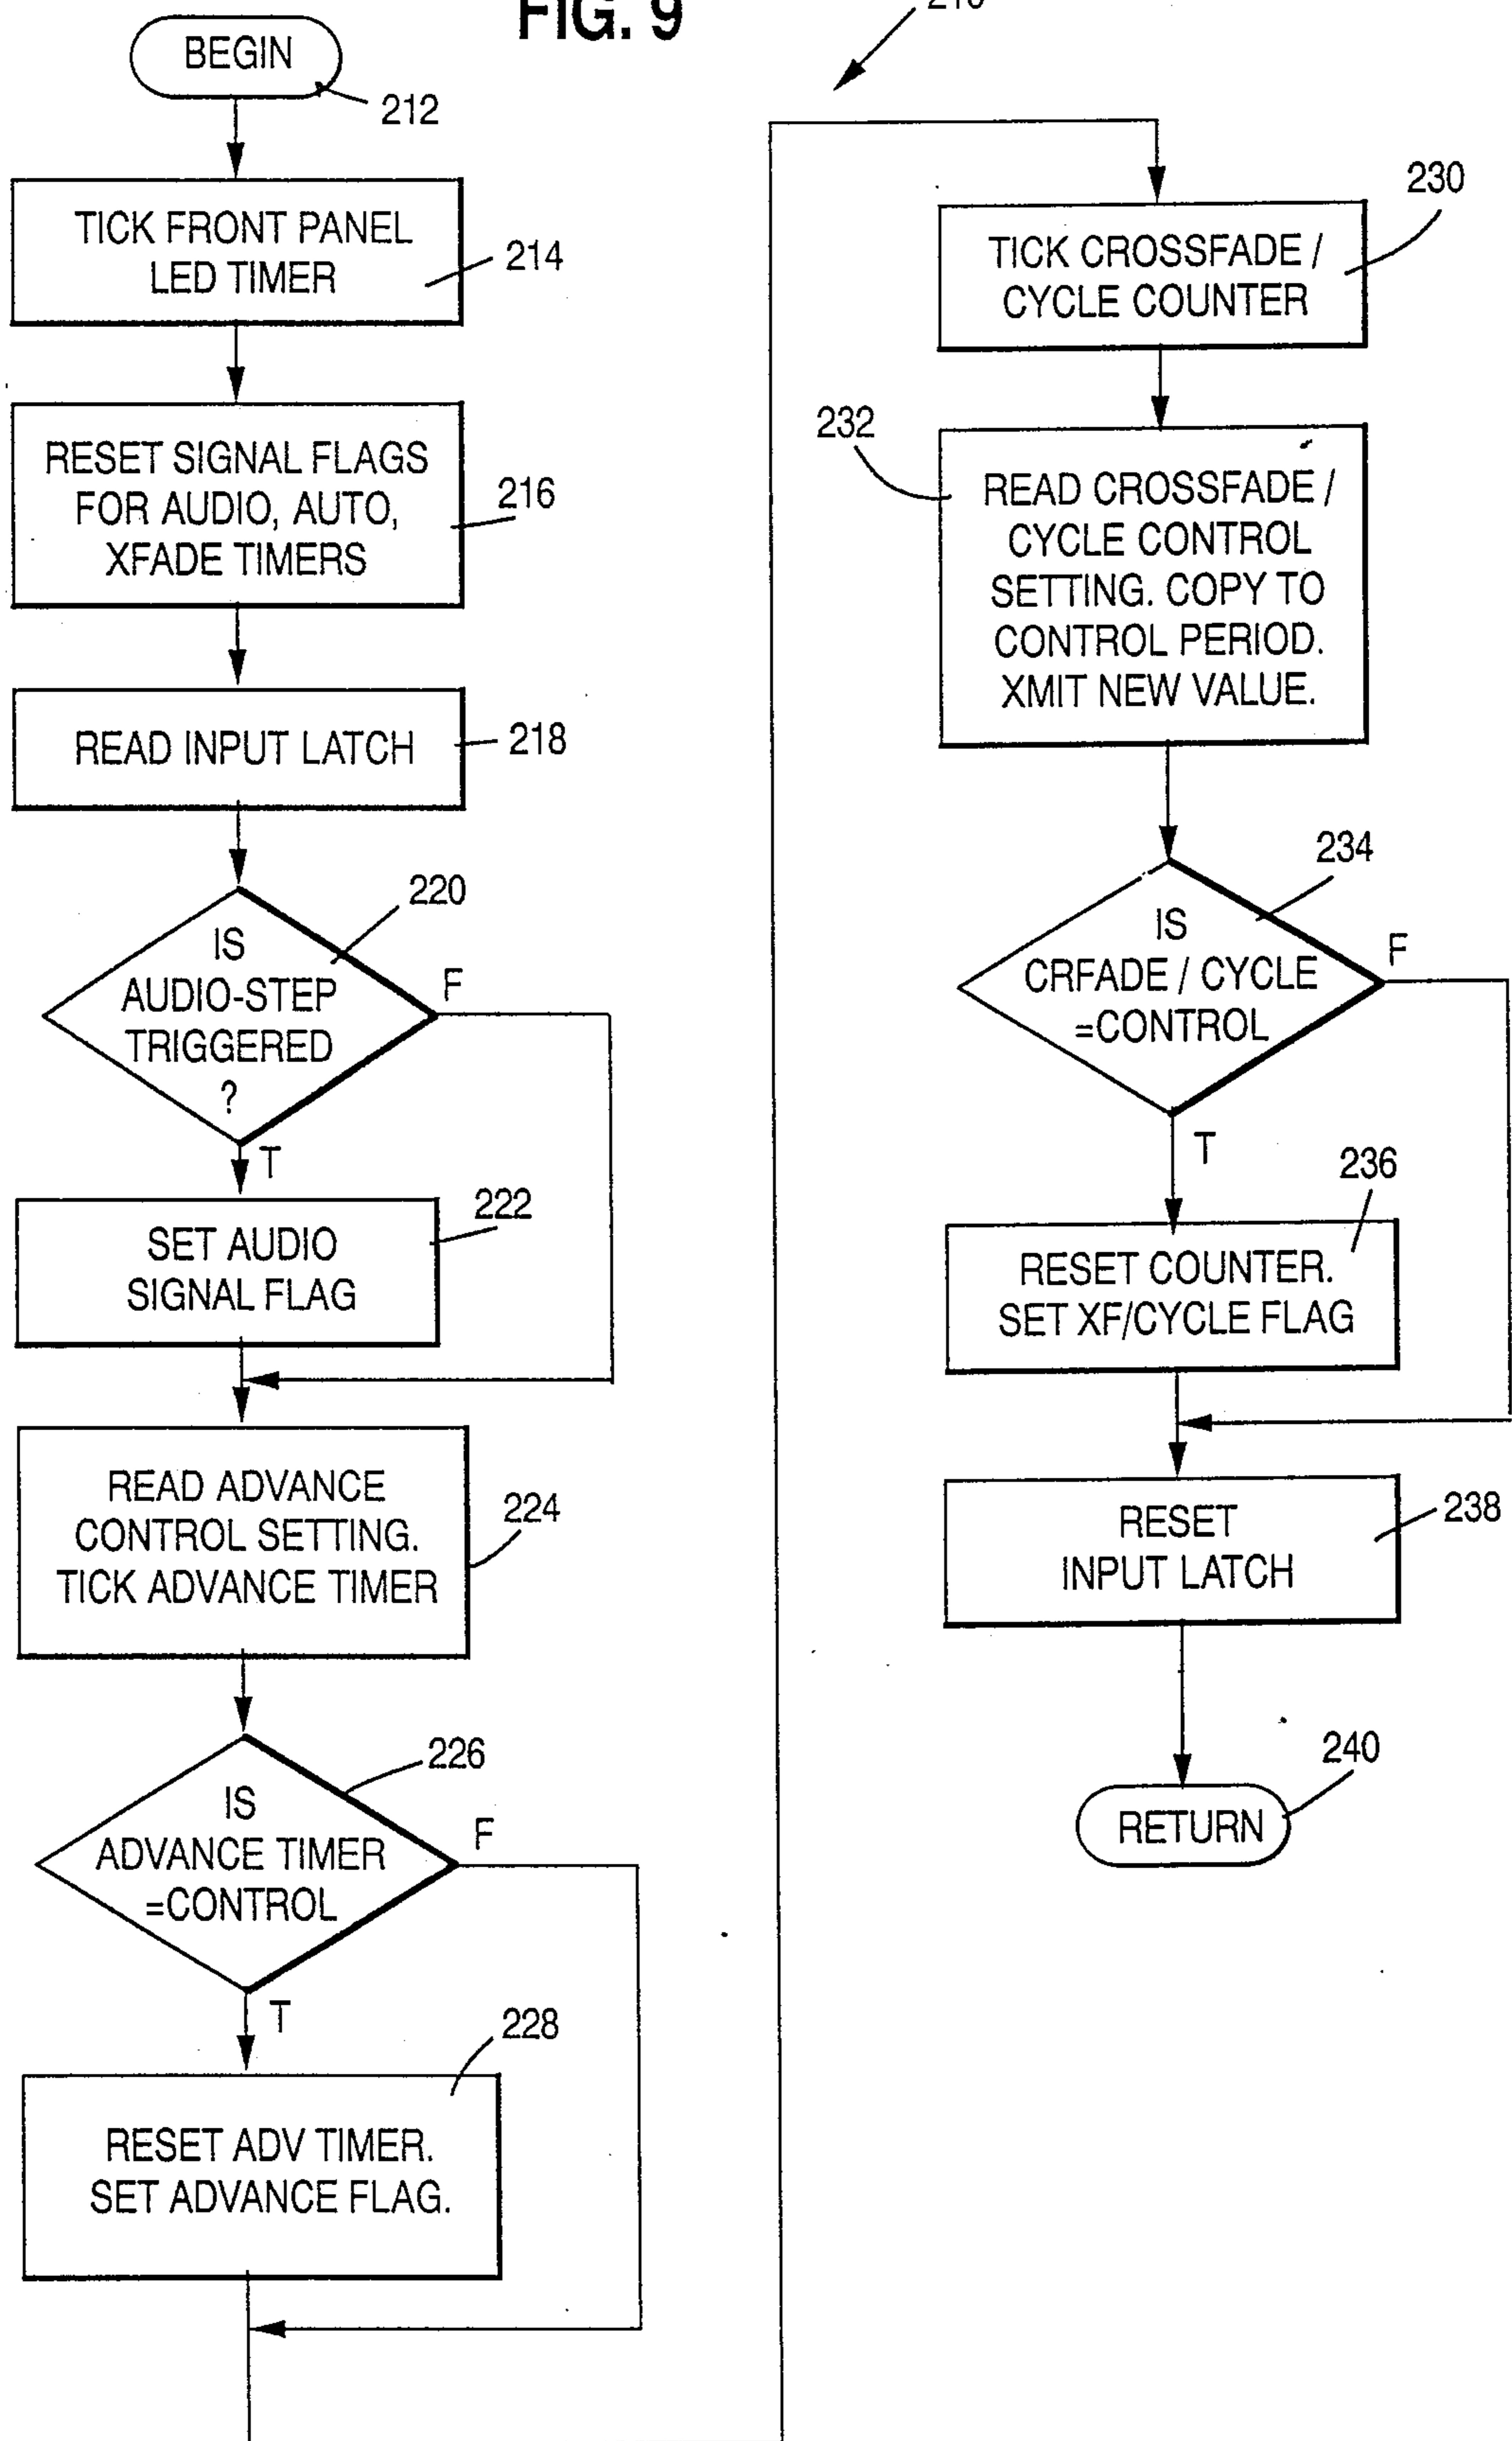 FIG. 9
BEGIN
212
TICK FRONT PANEL
LED TIMER
214
RESET SIGNAL FLAGS
FOR AUDIO, AUTO,
XFADE TIMERS
216
READ INPUT LATCH
218
220
IS
AUDIO-STEP
TRIGGERED
?
F
T
222
SET AUDIO
SIGNAL FLAG
READ ADVANCE
CONTROL SETTING.
TICK ADVANCE TIMER
224
226
IS
ADVANCE TIMER
=CONTROL
F
T
228
RESET ADV TIMER.
SET ADVANCE FLAG.
230
TICK CROSSFADE /
CYCLE COUNTER
232
READ CROSSFADE /
CYCLE CONTROL
SETTING. COPY TO
CONTROL PERIOD.
XMIT NEW VALUE.
234
IS
CRFADE / CYCLE
=CONTROL
F
T
236
RESET COUNTER.
SET XF/CYCLE FLAG
RESET
INPUT LATCH
238
240
RETURN